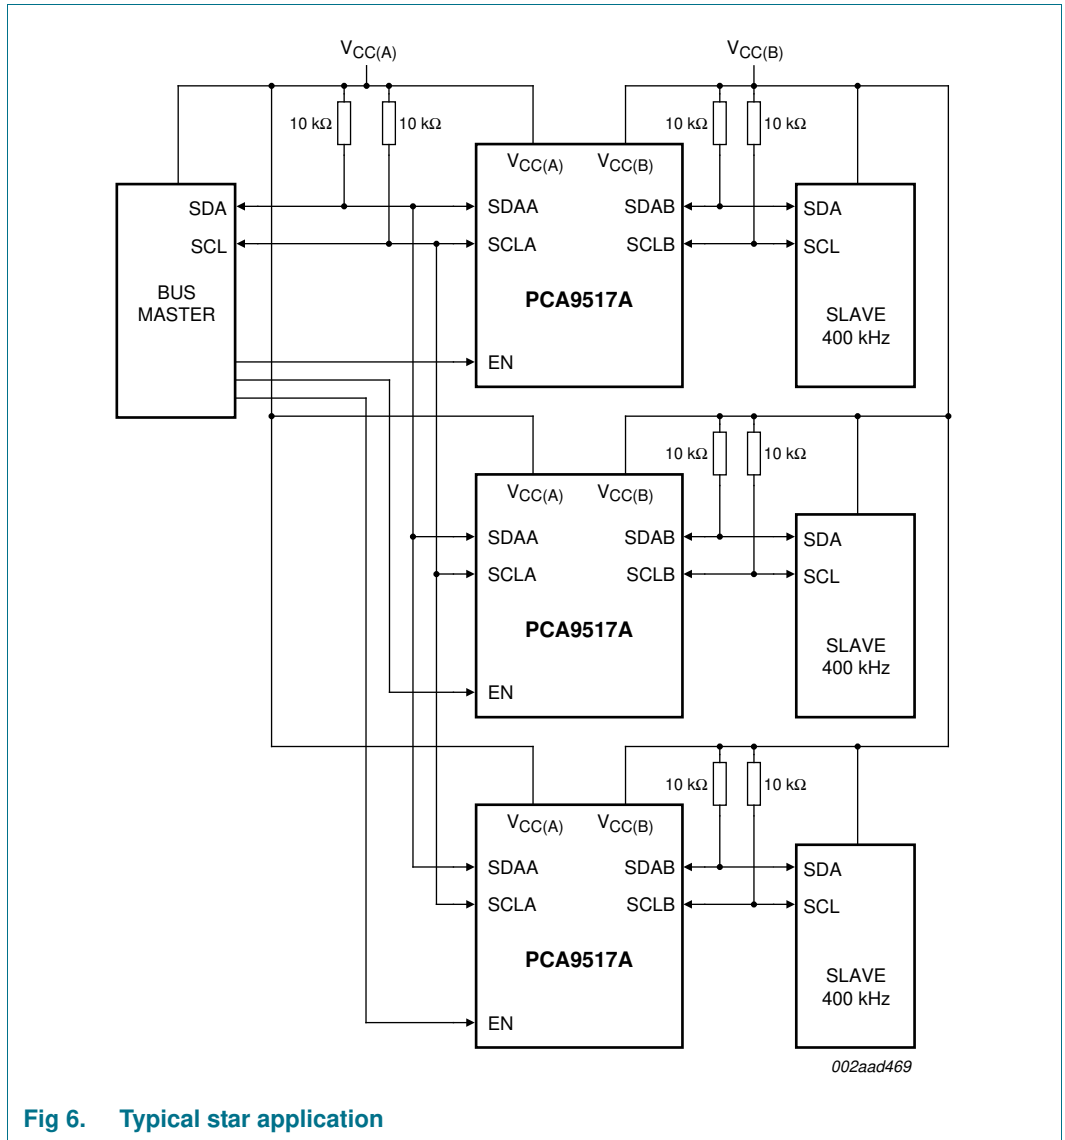 VCC(A) VCC(B)
10 kΩ 10 kΩ 10 kΩ 10 kΩ
VCC(A) VCC(B)
SDA SDAA SDAB SDA
SCL SCLA SCLB SCL
BUS
MASTER
PCA9517A
SLAVE
400 kHz
EN
10 kΩ 10 kΩ
VCC(A) VCC(B)
SDAA SDAB SDA
SCLA SCLB SCL
PCA9517A
SLAVE
400 kHz
EN
10 kΩ 10 kΩ
VCC(A) VCC(B)
SDAA SDAB SDA
SCLA SCLB SCL
PCA9517A
SLAVE
400 kHz
EN
002aad469
Fig 6. Typical star application